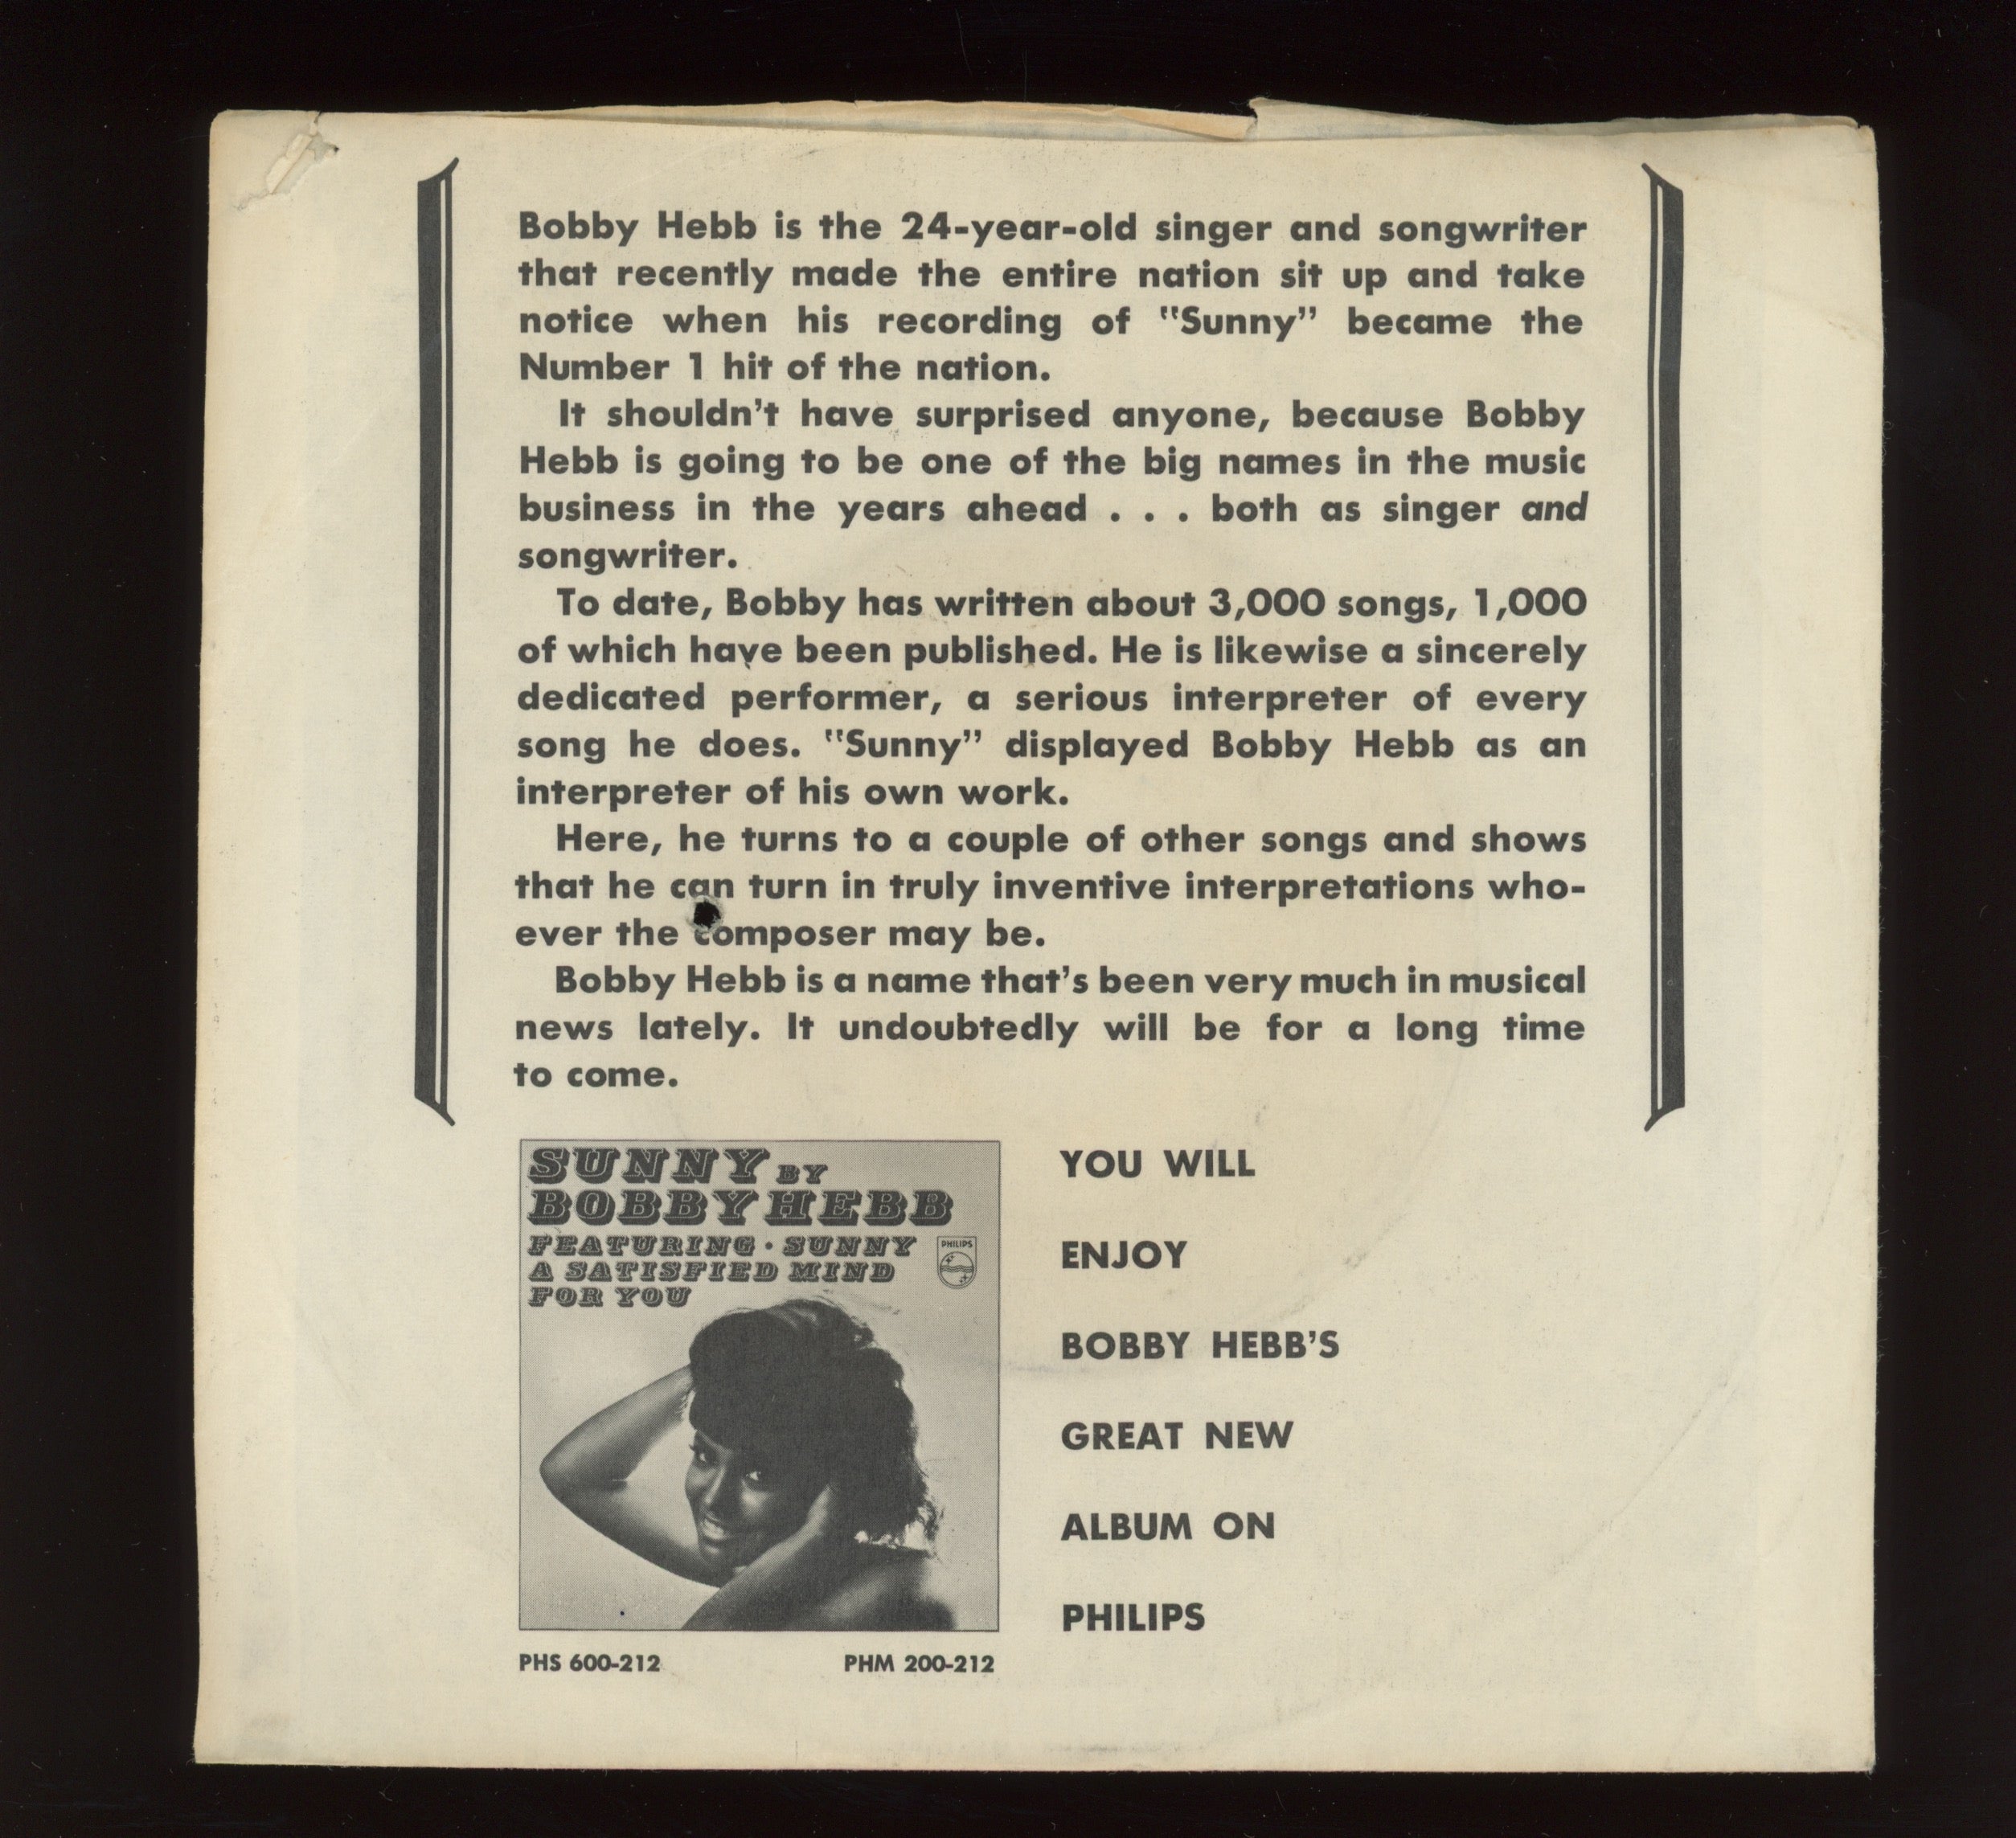 Bobby Hebb is the 24-year-old singer and songwriter
that recently made the entire nation sit up and take
notice when his recording of "Sunny" became the
Number 1 hit of the nation.
It shouldn't have surprised anyone, because Bobby
Hebb is going to be one of the big names in the music
business in the years ahead . . . both as singer and
songwriter.
To date, Bobby has written about 3,000 songs, 1,000
of which have been published. He is likewise a sincerely
dedicated performer, a serious interpreter of every
song he does. "Sunny" displayed Bobby Hebb as an
interpreter of his own work.
Here, he turns to a couple of other songs and shows
that he can turn in truly inventive interpretations who-
ever the composer may be.
Bobby Hebb is a name that's been very much in musical
news lately. It undoubtedly will be for a long time
to come.
SUNNY BY
BOBBY HEBB
FEATURING · SUNNY
A SATISFIED MIND
FOR YOU
PHILIPS
PHS 600-212 PHM 200-212
YOU WILL
ENJOY
BOBBY HEBB'S
GREAT NEW
ALBUM ON
PHILIPS